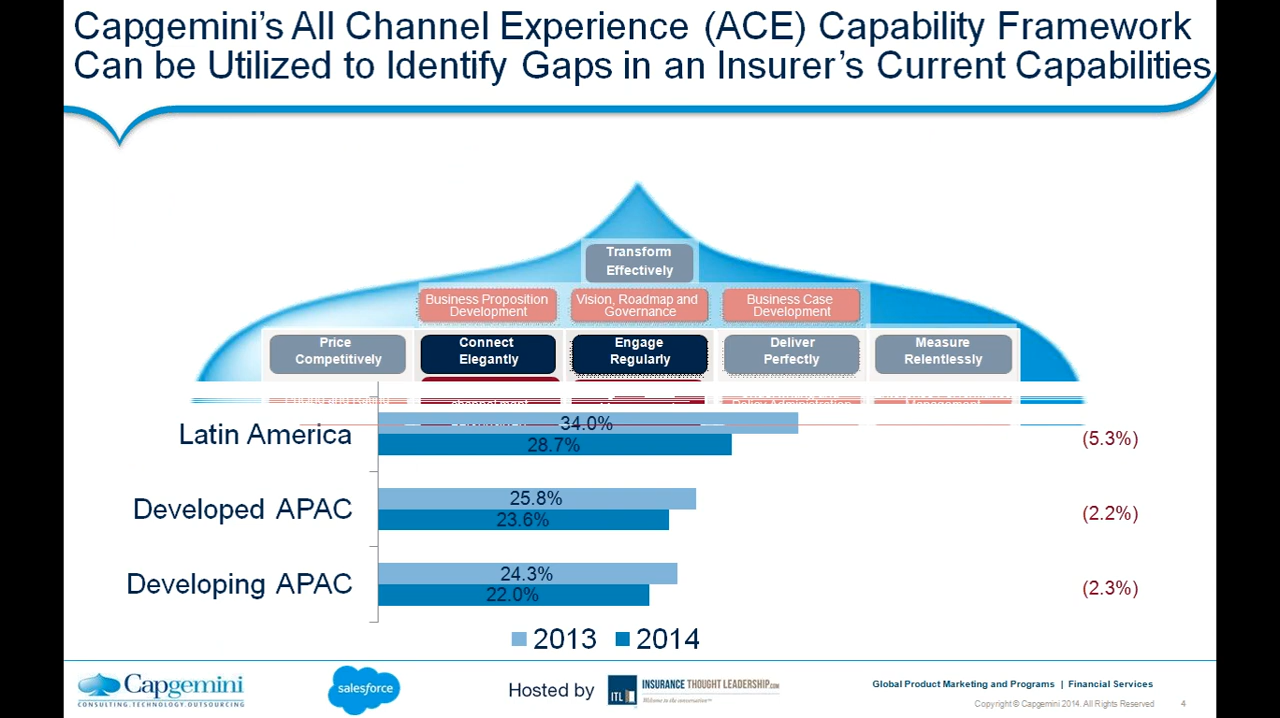 Capgemini's All Channel Experience (ACE) Capability Framework
Can be Utilized to Identify Gaps in an Insurer's Current Capabilities
Transform
Effectively
Business Proposition
Development
Vision, Roadmap and
Governance
Business Case
Development
Price
Competitively
Connect
Elegantly
Engage
Regularly
Deliver
Perfectly
Measure
Relentlessly
Latin America
34.0%
28.7%
(5.3%)
Developed APAC
25.8%
23.6%
(2.2%)
Developing APAC
24.3%
22.0%
(2.3%)
2013 2014
Capgemini
CONSULTING.TECHNOLOGY.OUTSOURCING
salesforce
Hosted by
ITL
INSURANCE THOUGHT LEADERSHIP.COM
Welcome to the conversation™
Global Product Marketing and Programs | Financial Services
Copyright © Capgemini 2014. All Rights Reserved 4